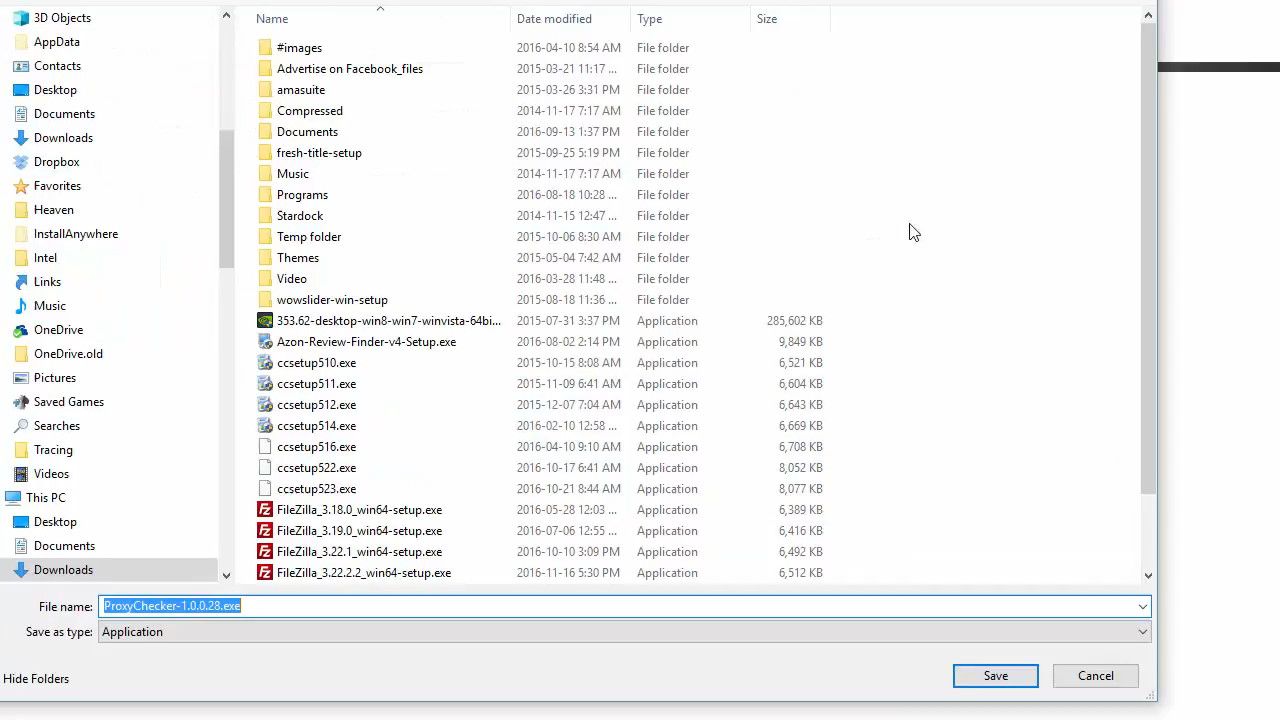 3D Objects
AppData
Contacts
Desktop
Documents
Downloads
Dropbox
Favorites
Heaven
InstallAnywhere
Intel
Links
Music
OneDrive
OneDrive.old
Pictures
Saved Games
Searches
Tracing
Videos
This PC
Desktop
Documents
Downloads
Name Date modified Type Size
#images 2016-04-10 8:54 AM File folder
Advertise on Facebook_files 2015-03-21 11:17 ... File folder
amasuite 2015-03-26 3:31 PM File folder
Compressed 2014-11-17 7:17 AM File folder
Documents 2016-09-13 1:37 PM File folder
fresh-title-setup 2015-09-25 5:19 PM File folder
Music 2014-11-17 7:17 AM File folder
Programs 2016-08-18 10:28 ... File folder
Stardock 2014-11-15 12:47 ... File folder
Temp folder 2015-10-06 8:30 AM File folder
Themes 2015-05-04 7:42 AM File folder
Video 2016-03-28 11:48 ... File folder
wowslider-win-setup 2015-08-18 11:36 ... File folder
353.62-desktop-win8-win7-winvista-64bi... 2015-07-31 3:37 PM Application 285,602 KB
Azon-Review-Finder-v4-Setup.exe 2016-08-02 2:14 PM Application 9,849 KB
ccsetup510.exe 2015-10-15 8:08 AM Application 6,521 KB
ccsetup511.exe 2015-11-09 6:41 AM Application 6,604 KB
ccsetup512.exe 2015-12-07 7:04 AM Application 6,643 KB
ccsetup514.exe 2016-02-10 12:58 ... Application 6,669 KB
ccsetup516.exe 2016-04-10 9:10 AM Application 6,708 KB
ccsetup522.exe 2016-10-17 6:41 AM Application 8,052 KB
ccsetup523.exe 2016-10-21 8:44 AM Application 8,077 KB
FileZilla_3.18.0_win64-setup.exe 2016-05-28 12:03 ... Application 6,389 KB
FileZilla_3.19.0_win64-setup.exe 2016-07-06 12:55 ... Application 6,416 KB
FileZilla_3.22.1_win64-setup.exe 2016-10-10 3:09 PM Application 6,492 KB
FileZilla_3.22.2.2_win64-setup.exe 2016-11-16 5:30 PM Application 6,512 KB
File name: ProxyChecker-1.0.0.28.exe
Save as type: Application
Hide Folders Save Cancel